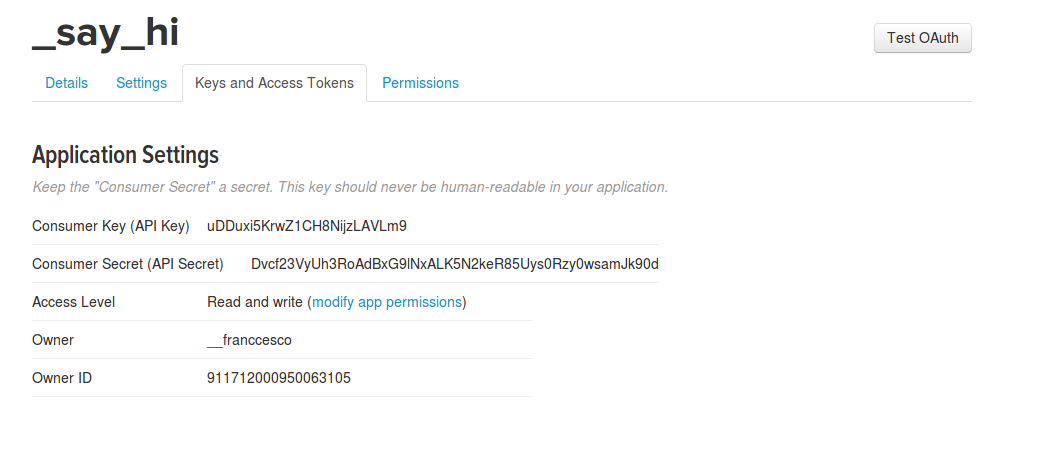 _say_hi
Test OAuth
Details Settings Keys and Access Tokens Permissions
Application Settings
Keep the "Consumer Secret" a secret. This key should never be human-readable in your application.
Consumer Key (API Key) uDDuxi5KrwZ1CH8NijzLAVLm9
Consumer Secret (API Secret) Dvcf23VyUh3RoAdBxG9lNxALK5N2keR85Uys0Rzy0wsamJk90d
Access Level Read and write (modify app permissions)
Owner __franccesco
Owner ID 911712000950063105